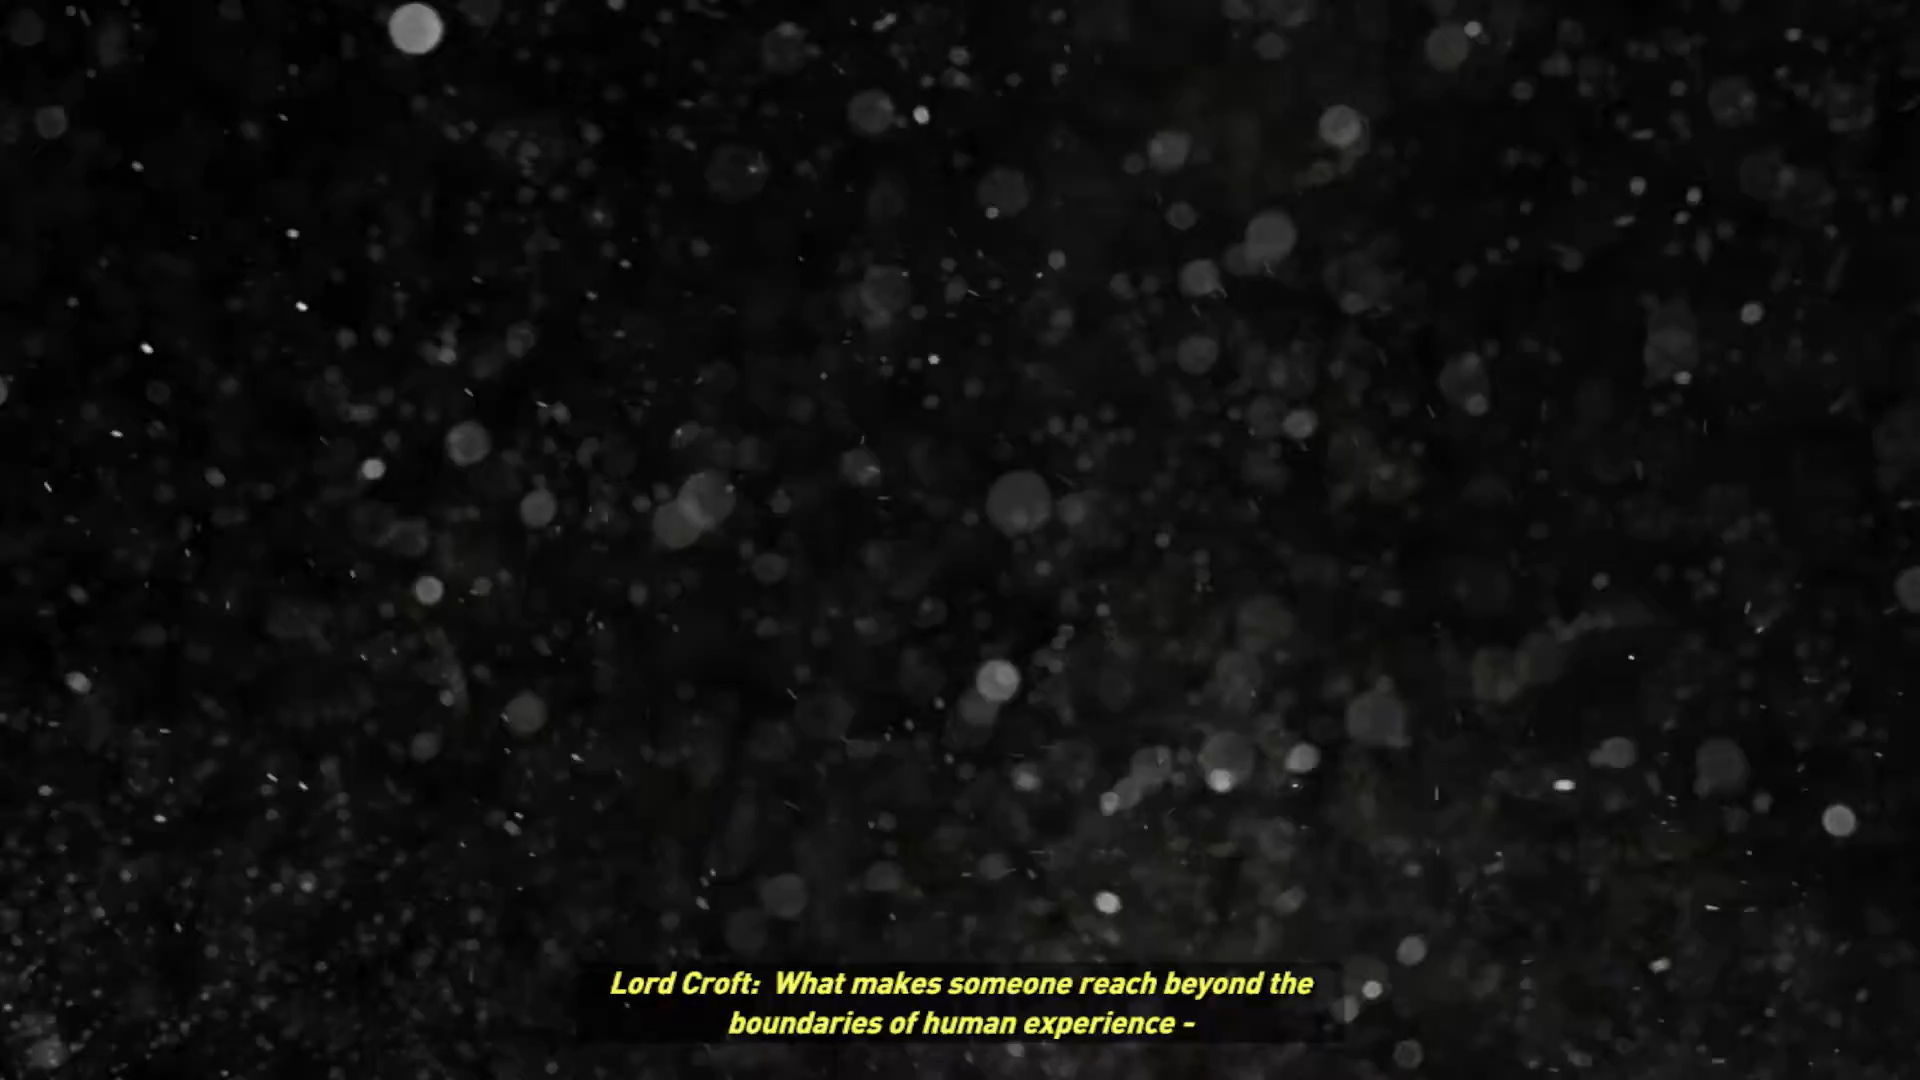 Lord Croft: What makes someone reach beyond the
boundaries of human experience -